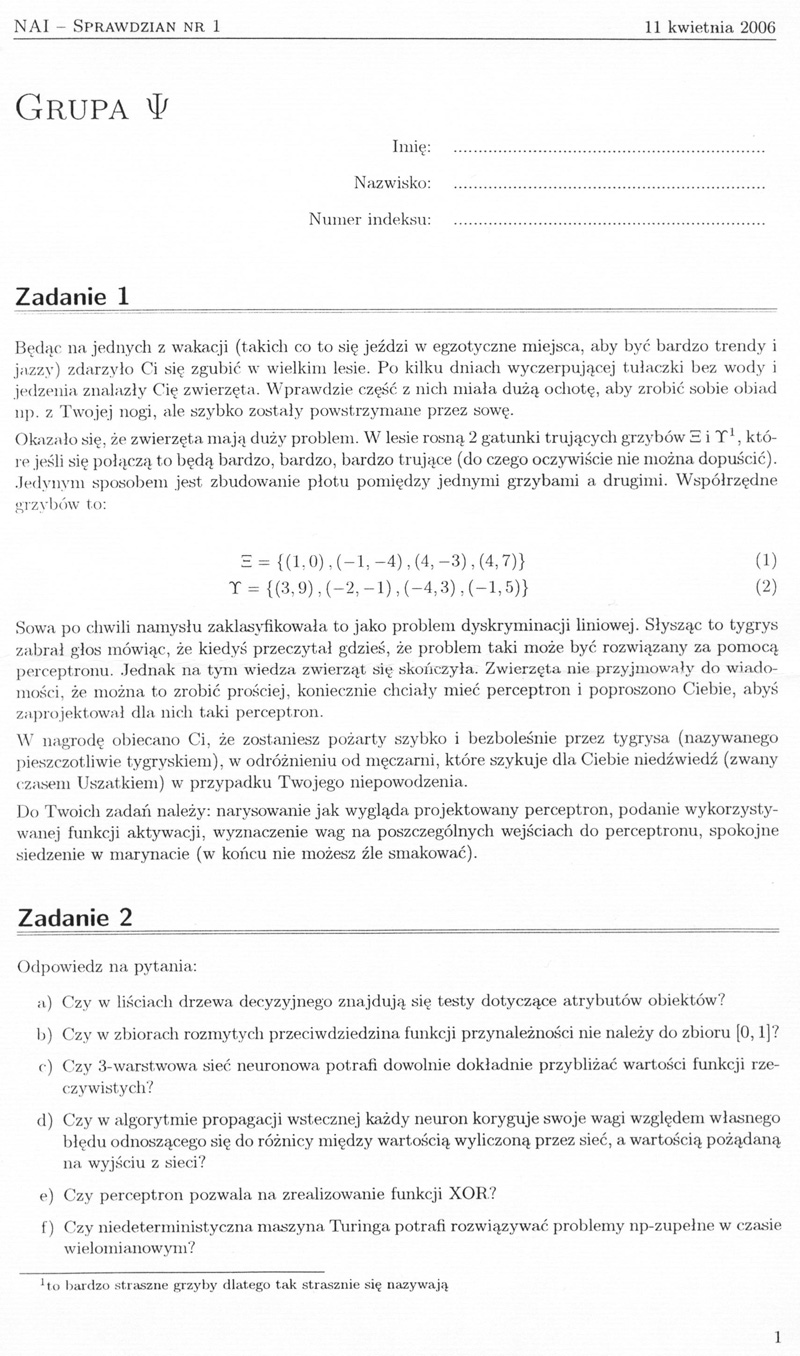 NAI – Sprawdzian nr 1 11 kwietnia 2006
Grupa Ψ
Imię: ..............................................................
Nazwisko: ..............................................................
Numer indeksu: ..............................................................
Zadanie 1
Będąc na jednych z wakacji (takich co to się jeździ w egzotyczne miejsca, aby być bardzo trendy i
jazzy) zdarzyło Ci się zgubić w wielkim lesie. Po kilku dniach wyczerpującej tułaczki bez wody i
jedzenia znalazły Cię zwierzęta. Wprawdzie część z nich miała dużą ochotę, aby zrobić sobie obiad
np. z Twojej nogi, ale szybko zostały powstrzymane przez sowę.
Okazało się, że zwierzęta mają duży problem. W lesie rosną 2 gatunki trujących grzybów Ξ i Υ¹, któ-
re jeśli się połączą to będą bardzo, bardzo, bardzo trujące (do czego oczywiście nie można dopuścić).
Jedynym sposobem jest zbudowanie płotu pomiędzy jednymi grzybami a drugimi. Współrzędne
grzybów to:
Ξ = {(1,0),(−1,−4),(4,−3),(4,7)} (1)
Υ = {(3,9),(−2,−1),(−4,3),(−1,5)} (2)
Sowa po chwili namysłu zaklasyfikowała to jako problem dyskryminacji liniowej. Słysząc to tygrys
zabrał głos mówiąc, że kiedyś przeczytał gdzieś, że problem taki może być rozwiązany za pomocą
perceptronu. Jednak na tym wiedza zwierząt się skończyła. Zwierzęta nie przyjmowały do wiado-
mości, że można to zrobić prościej, koniecznie chciały mieć perceptron i poproszono Ciebie, abyś
zaprojektował dla nich taki perceptron.
W nagrodę obiecano Ci, że zostaniesz pożarty szybko i bezboleśnie przez tygrysa (nazywanego
pieszczotliwie tygryskiem), w odróżnieniu od męczarni, które szykuje dla Ciebie niedźwiedź (zwany
czasem Uszatkiem) w przypadku Twojego niepowodzenia.
Do Twoich zadań należy: narysowanie jak wygląda projektowany perceptron, podanie wykorzysty-
wanej funkcji aktywacji, wyznaczenie wag na poszczególnych wejściach do perceptronu, spokojne
siedzenie w marynacie (w końcu nie możesz źle smakować).
Zadanie 2
Odpowiedz na pytania:
a) Czy w liściach drzewa decyzyjnego znajdują się testy dotyczące atrybutów obiektów?
b) Czy w zbiorach rozmytych przeciwdziedzina funkcji przynależności nie należy do zbioru [0, 1]?
c) Czy 3-warstwowa sieć neuronowa potrafi dowolnie dokładnie przybliżać wartości funkcji rze-
czywistych?
d) Czy w algorytmie propagacji wstecznej każdy neuron koryguje swoje wagi względem własnego
błędu odnoszącego się do różnicy między wartością wyliczoną przez sieć, a wartością pożądaną
na wyjściu z sieci?
e) Czy perceptron pozwala na zrealizowanie funkcji XOR?
f) Czy niedeterministyczna maszyna Turinga potrafi rozwiązywać problemy np-zupełne w czasie
wielomianowym?
¹to bardzo straszne grzyby dlatego tak strasznie się nazywają
1